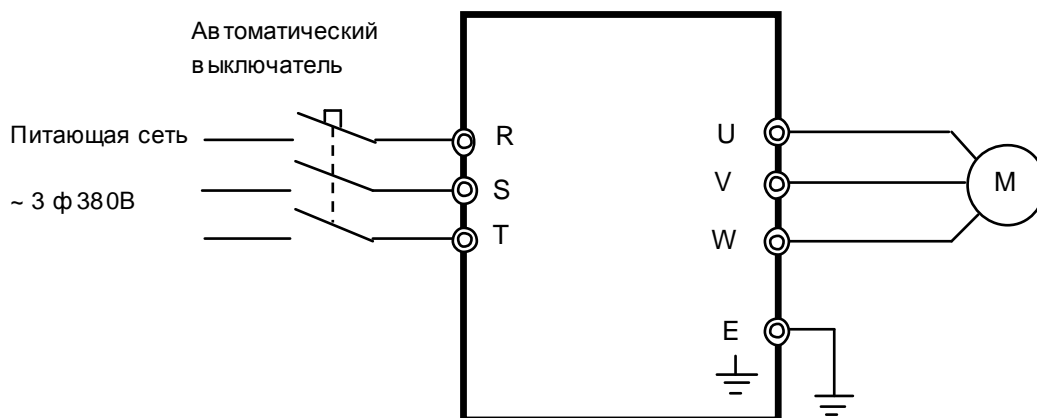 Автоматический
выключатель
Питающая сеть
~ 3 ф 380В
R
S
T
U
V
W
E
M